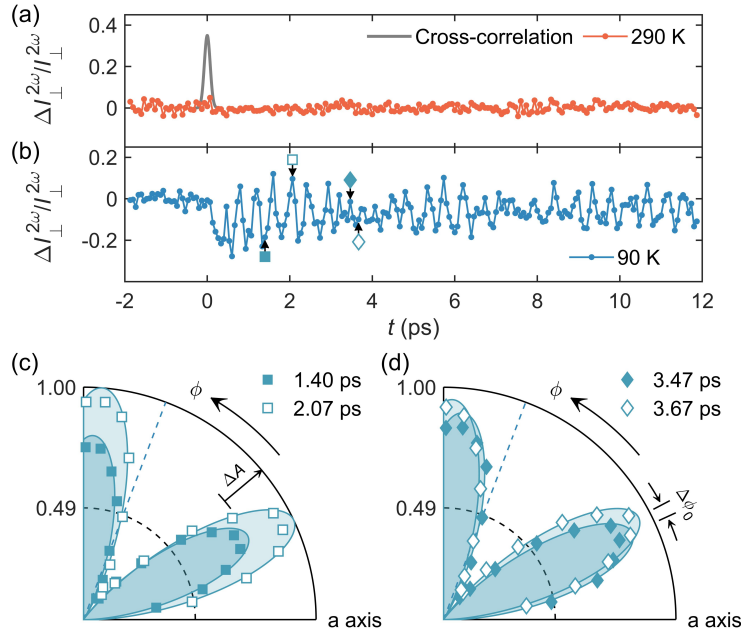 (a)
ΔI⊥²ω/I⊥²ω
0.4
0.2
0
Cross-correlation
290 K
(b)
ΔI⊥²ω/I⊥²ω
0.2
0
-0.2
90 K
-2 0 2 4 6 8 10 12
t (ps)
(c)
1.00
0.49
ϕ
1.40 ps
2.07 ps
ΔA
a axis
(d)
1.00
0.49
ϕ
3.47 ps
3.67 ps
Δϕ₀
a axis